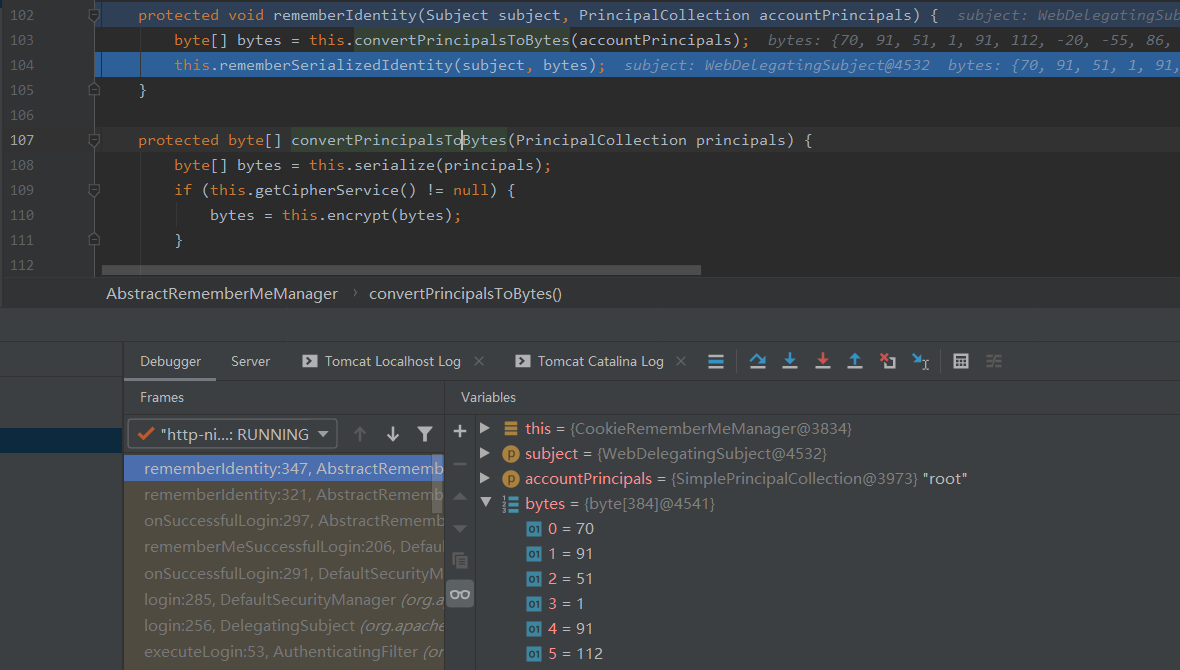 102 protected void rememberIdentity(Subject subject, PrincipalCollection accountPrincipals) { subject: WebDelegatingSub
103 byte[] bytes = this.convertPrincipalsToBytes(accountPrincipals); bytes: {70, 91, 51, 1, 91, 112, -20, -55, 86,
104 this.rememberSerializedIdentity(subject, bytes); subject: WebDelegatingSubject@4532 bytes: {70, 91, 51, 1, 91,
105 }
106
107 protected byte[] convertPrincipalsToBytes(PrincipalCollection principals) {
108 byte[] bytes = this.serialize(principals);
109 if (this.getCipherService() != null) {
110 bytes = this.encrypt(bytes);
111 }
112
AbstractRememberMeManager › convertPrincipalsToBytes()
Debugger Server Tomcat Localhost Log Tomcat Catalina Log
Frames Variables
"http-ni...: RUNNING
rememberIdentity:347, AbstractRememb
rememberIdentity:321, AbstractRememb
onSuccessfulLogin:297, AbstractRememb
rememberMeSuccessfulLogin:206, Defau
onSuccessfulLogin:291, DefaultSecurityM
login:285, DefaultSecurityManager (org.a
login:256, DelegatingSubject (org.apache
executeLogin:53, AuthenticatingFilter (or
this = {CookieRememberMeManager@3834}
p subject = {WebDelegatingSubject@4532}
p accountPrincipals = {SimplePrincipalCollection@3973} "root"
bytes = {byte[384]@4541}
01 0 = 70
01 1 = 91
01 2 = 51
01 3 = 1
01 4 = 91
01 5 = 112